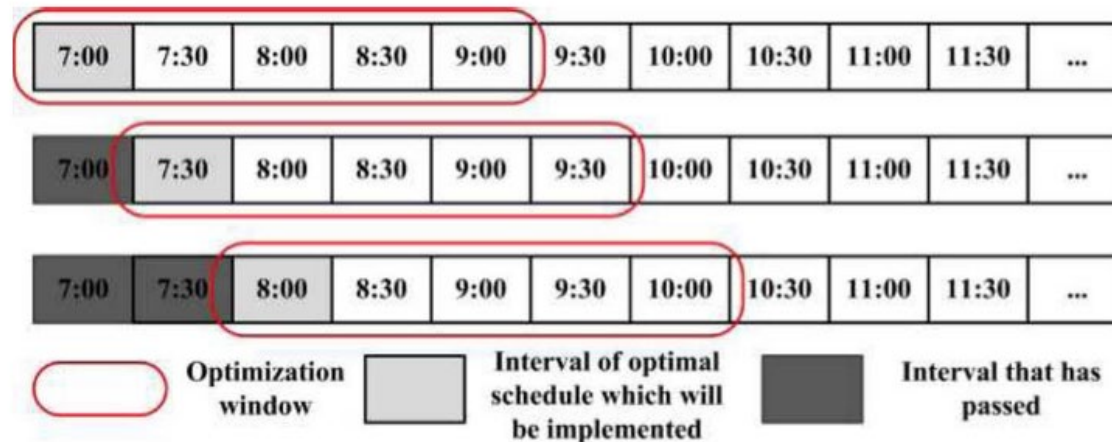 7:00 7:30 8:00 8:30 9:00 9:30 10:00 10:30 11:00 11:30 ...
7:00 7:30 8:00 8:30 9:00 9:30 10:00 10:30 11:00 11:30 ...
7:00 7:30 8:00 8:30 9:00 9:30 10:00 10:30 11:00 11:30 ...
Optimization
window
Interval of optimal
schedule which will
be implemented
Interval that has
passed